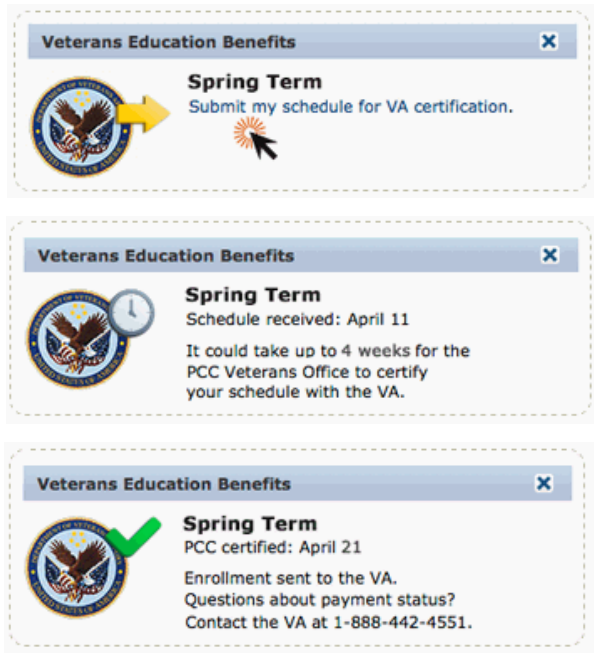 Veterans Education Benefits
Spring Term
Submit my schedule for VA certification.
Veterans Education Benefits
Spring Term
Schedule received: April 11
It could take up to 4 weeks for the
PCC Veterans Office to certify
your schedule with the VA.
Veterans Education Benefits
Spring Term
PCC certified: April 21
Enrollment sent to the VA.
Questions about payment status?
Contact the VA at 1-888-442-4551.